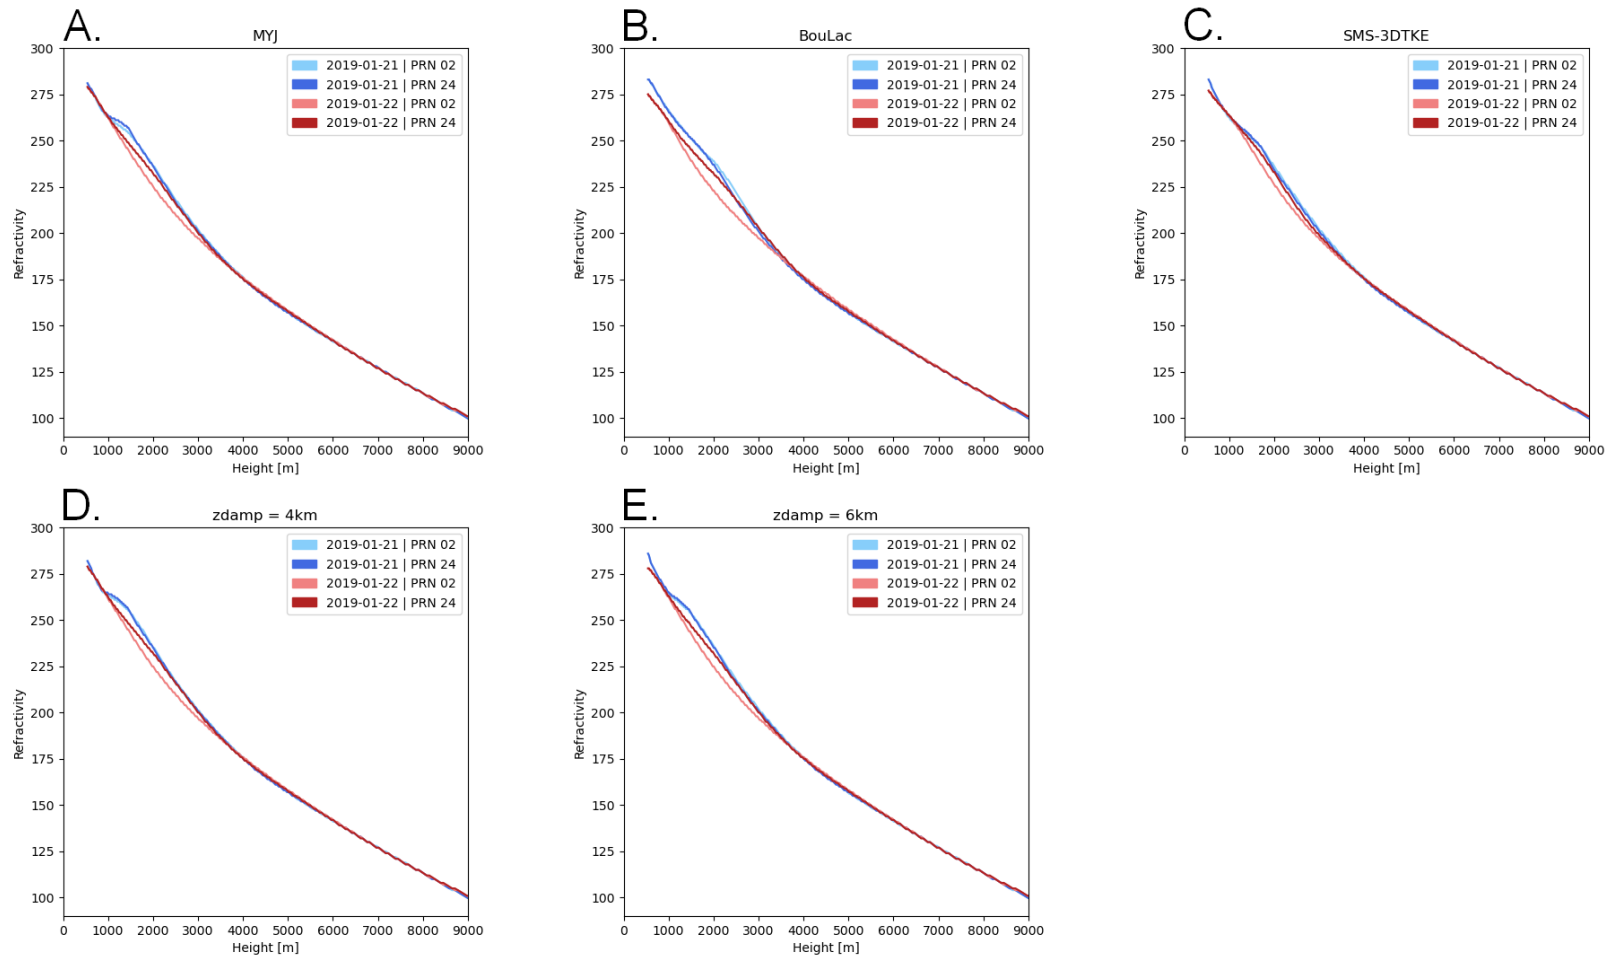 A.
MYJ
300
275
250
225
200
175
150
125
100
Refractivity
0 1000 2000 3000 4000 5000 6000 7000 8000 9000
Height [m]
2019-01-21 | PRN 02
2019-01-21 | PRN 24
2019-01-22 | PRN 02
2019-01-22 | PRN 24
B.
BouLac
300
275
250
225
200
175
150
125
100
Refractivity
0 1000 2000 3000 4000 5000 6000 7000 8000 9000
Height [m]
2019-01-21 | PRN 02
2019-01-21 | PRN 24
2019-01-22 | PRN 02
2019-01-22 | PRN 24
C.
SMS-3DTKE
300
275
250
225
200
175
150
125
100
Refractivity
0 1000 2000 3000 4000 5000 6000 7000 8000 9000
Height [m]
2019-01-21 | PRN 02
2019-01-21 | PRN 24
2019-01-22 | PRN 02
2019-01-22 | PRN 24
D.
zdamp = 4km
300
275
250
225
200
175
150
125
100
Refractivity
0 1000 2000 3000 4000 5000 6000 7000 8000 9000
Height [m]
2019-01-21 | PRN 02
2019-01-21 | PRN 24
2019-01-22 | PRN 02
2019-01-22 | PRN 24
E.
zdamp = 6km
300
275
250
225
200
175
150
125
100
Refractivity
0 1000 2000 3000 4000 5000 6000 7000 8000 9000
Height [m]
2019-01-21 | PRN 02
2019-01-21 | PRN 24
2019-01-22 | PRN 02
2019-01-22 | PRN 24